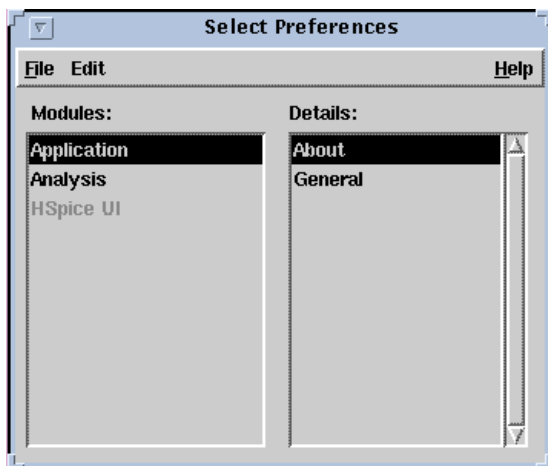 Select Preferences
File Edit Help
Modules: Details:
Application About
Analysis General
HSpice UI